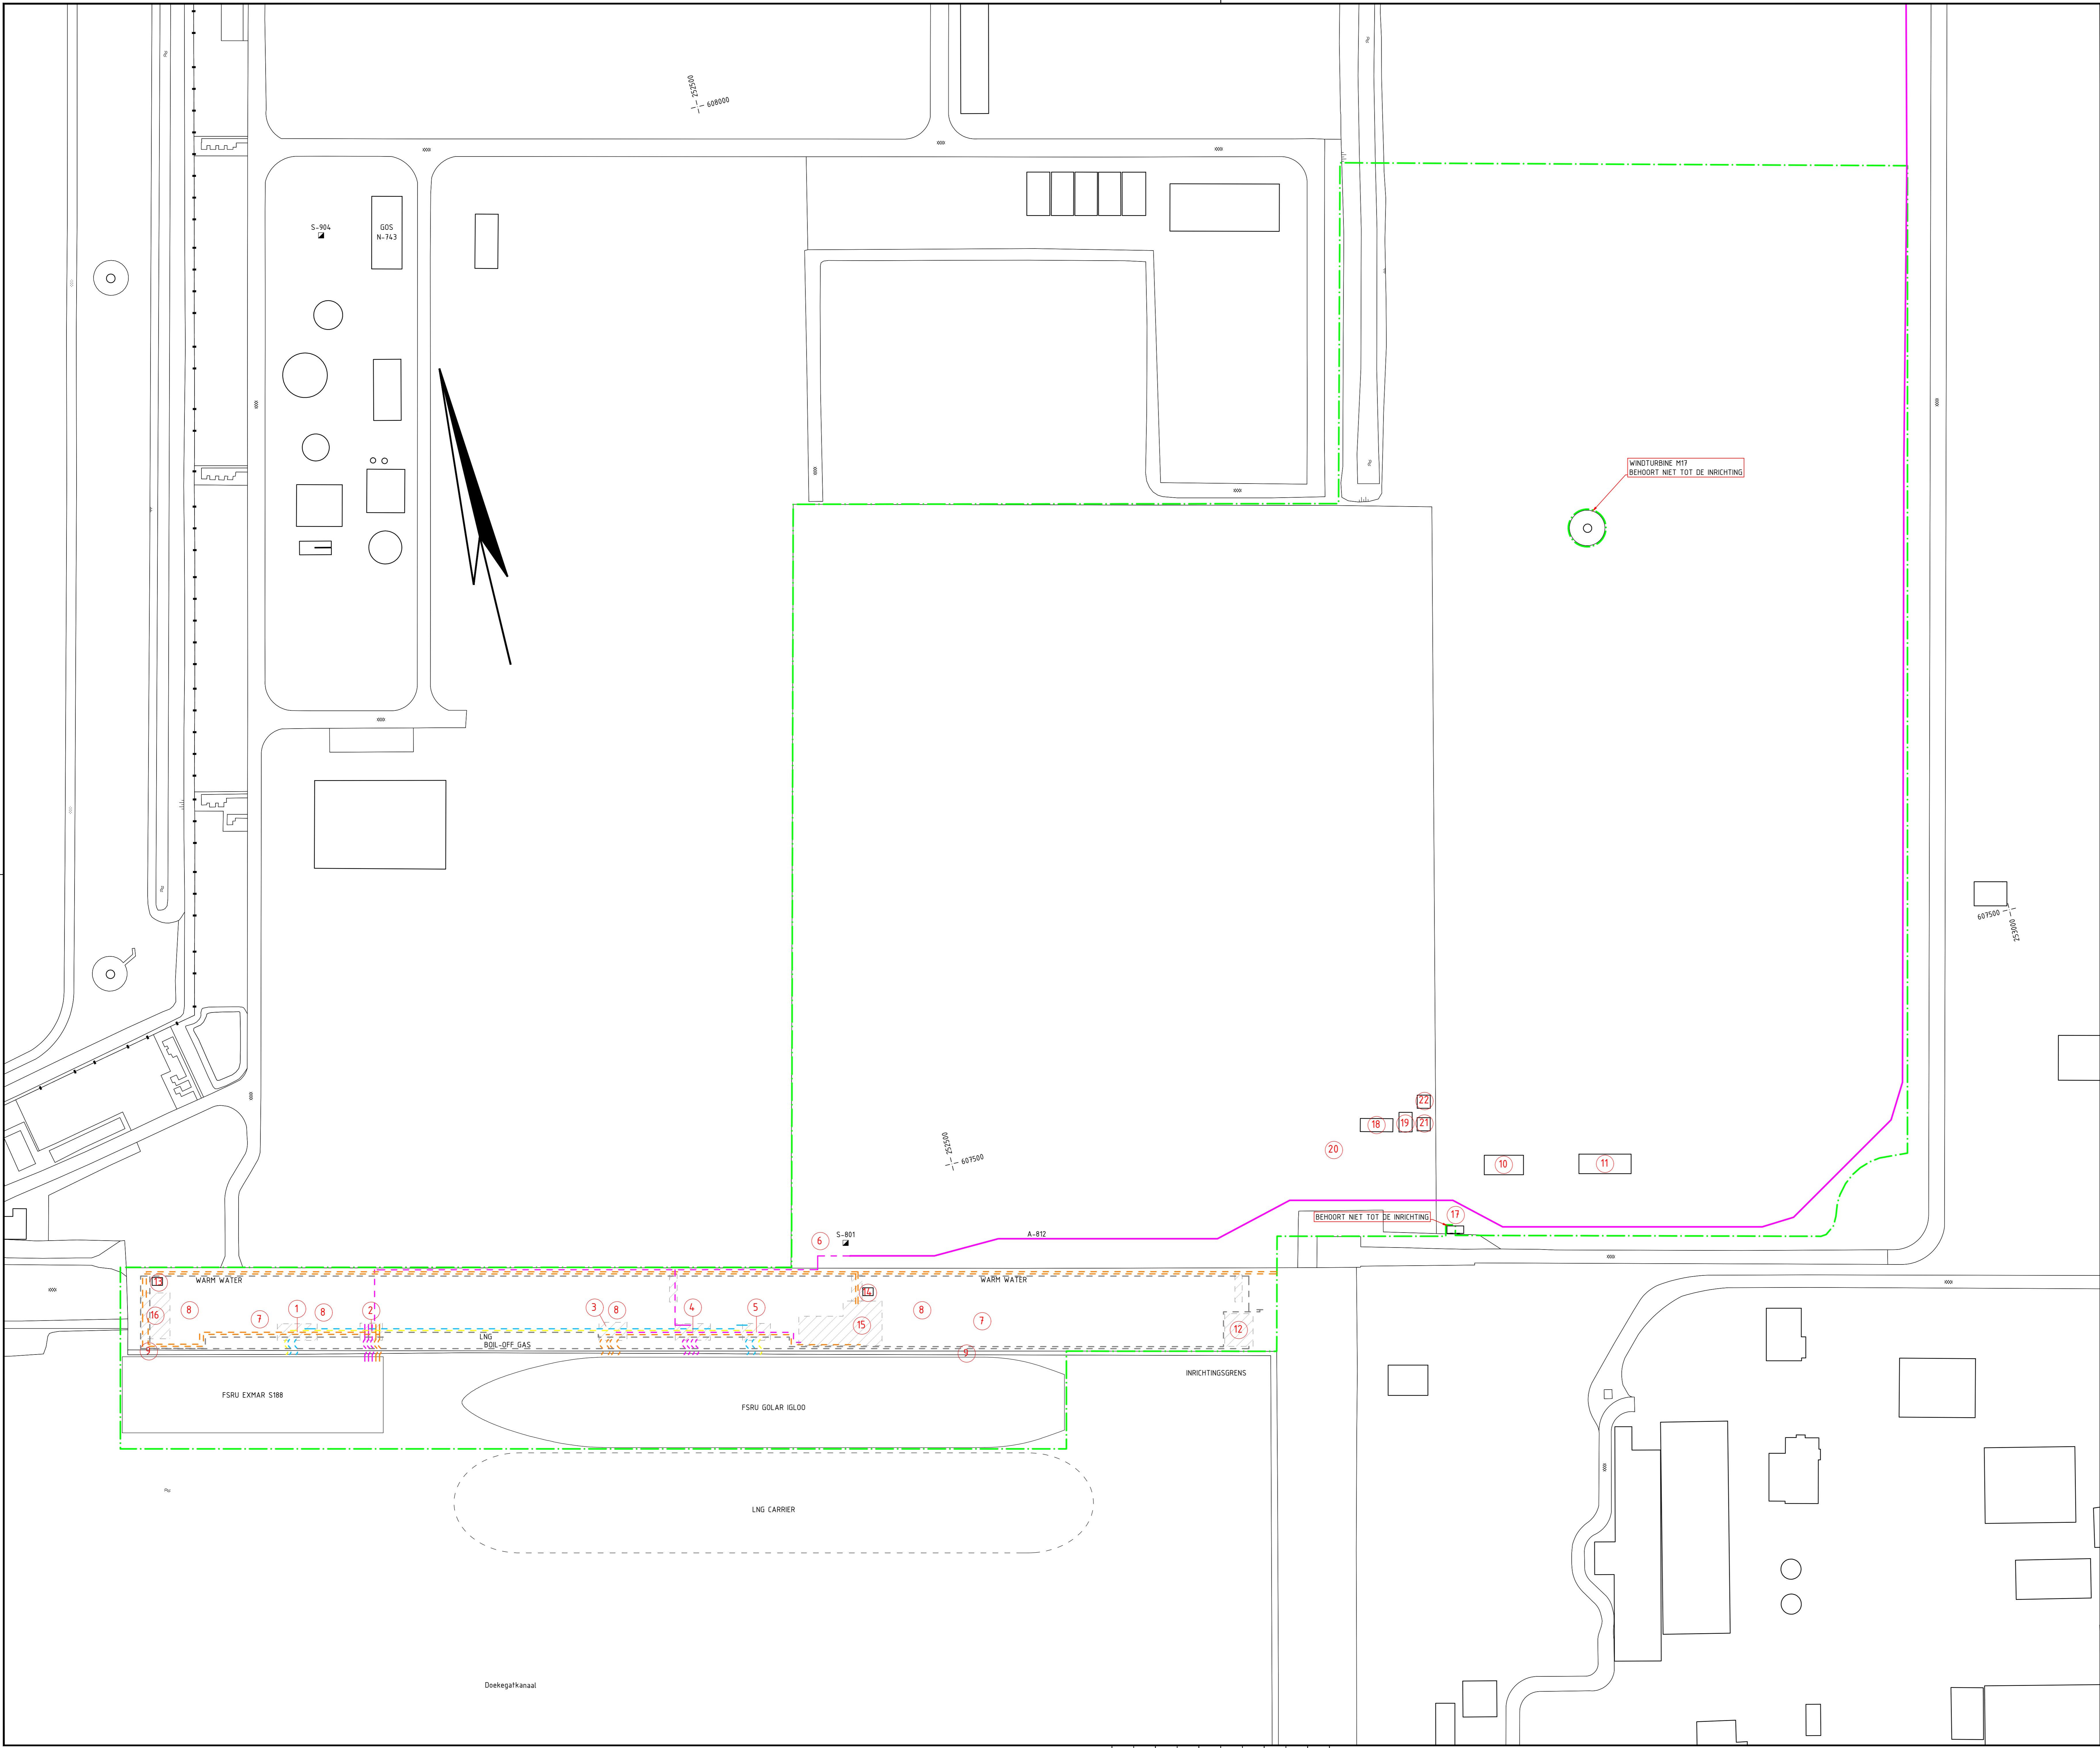 252500
608000
S-904
GOS
N-743
WINDTURBINE M17
BEHOORT NIET TOT DE INRICHTING
607500
253000
22
18
19
21
20
252500
607500
10
11
BEHOORT NIET TOT DE INRICHTING
17
6
S-801
A-812
13
WARM WATER
WARM WATER
14
16
8
7
1
8
2
3
8
4
5
15
8
7
12
LNG
BOIL-OFF GAS
9
9
INRICHTINGSGRENS
FSRU EXMAR S188
FSRU GOLAR IGLOO
LNG CARRIER
Doekegatkanaal